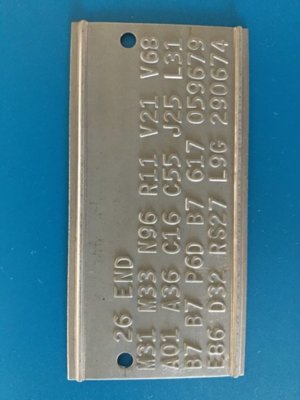 26 END
M31 M33 N96 R11 V21 V68
A01 A36 C16 C55 J25 L31
B7 B7 P6D B7 617 059679
E86 D32 RS27 L9G 290674